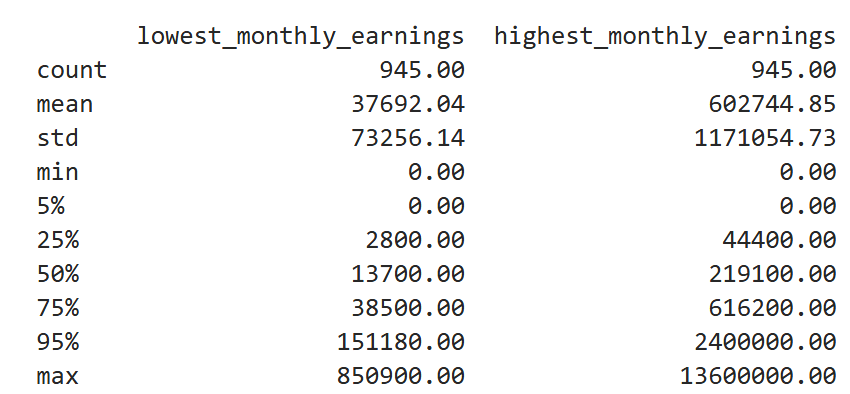 lowest_monthly_earnings highest_monthly_earnings
count 945.00 945.00
mean 37692.04 602744.85
std 73256.14 1171054.73
min 0.00 0.00
5% 0.00 0.00
25% 2800.00 44400.00
50% 13700.00 219100.00
75% 38500.00 616200.00
95% 151180.00 2400000.00
max 850900.00 13600000.00